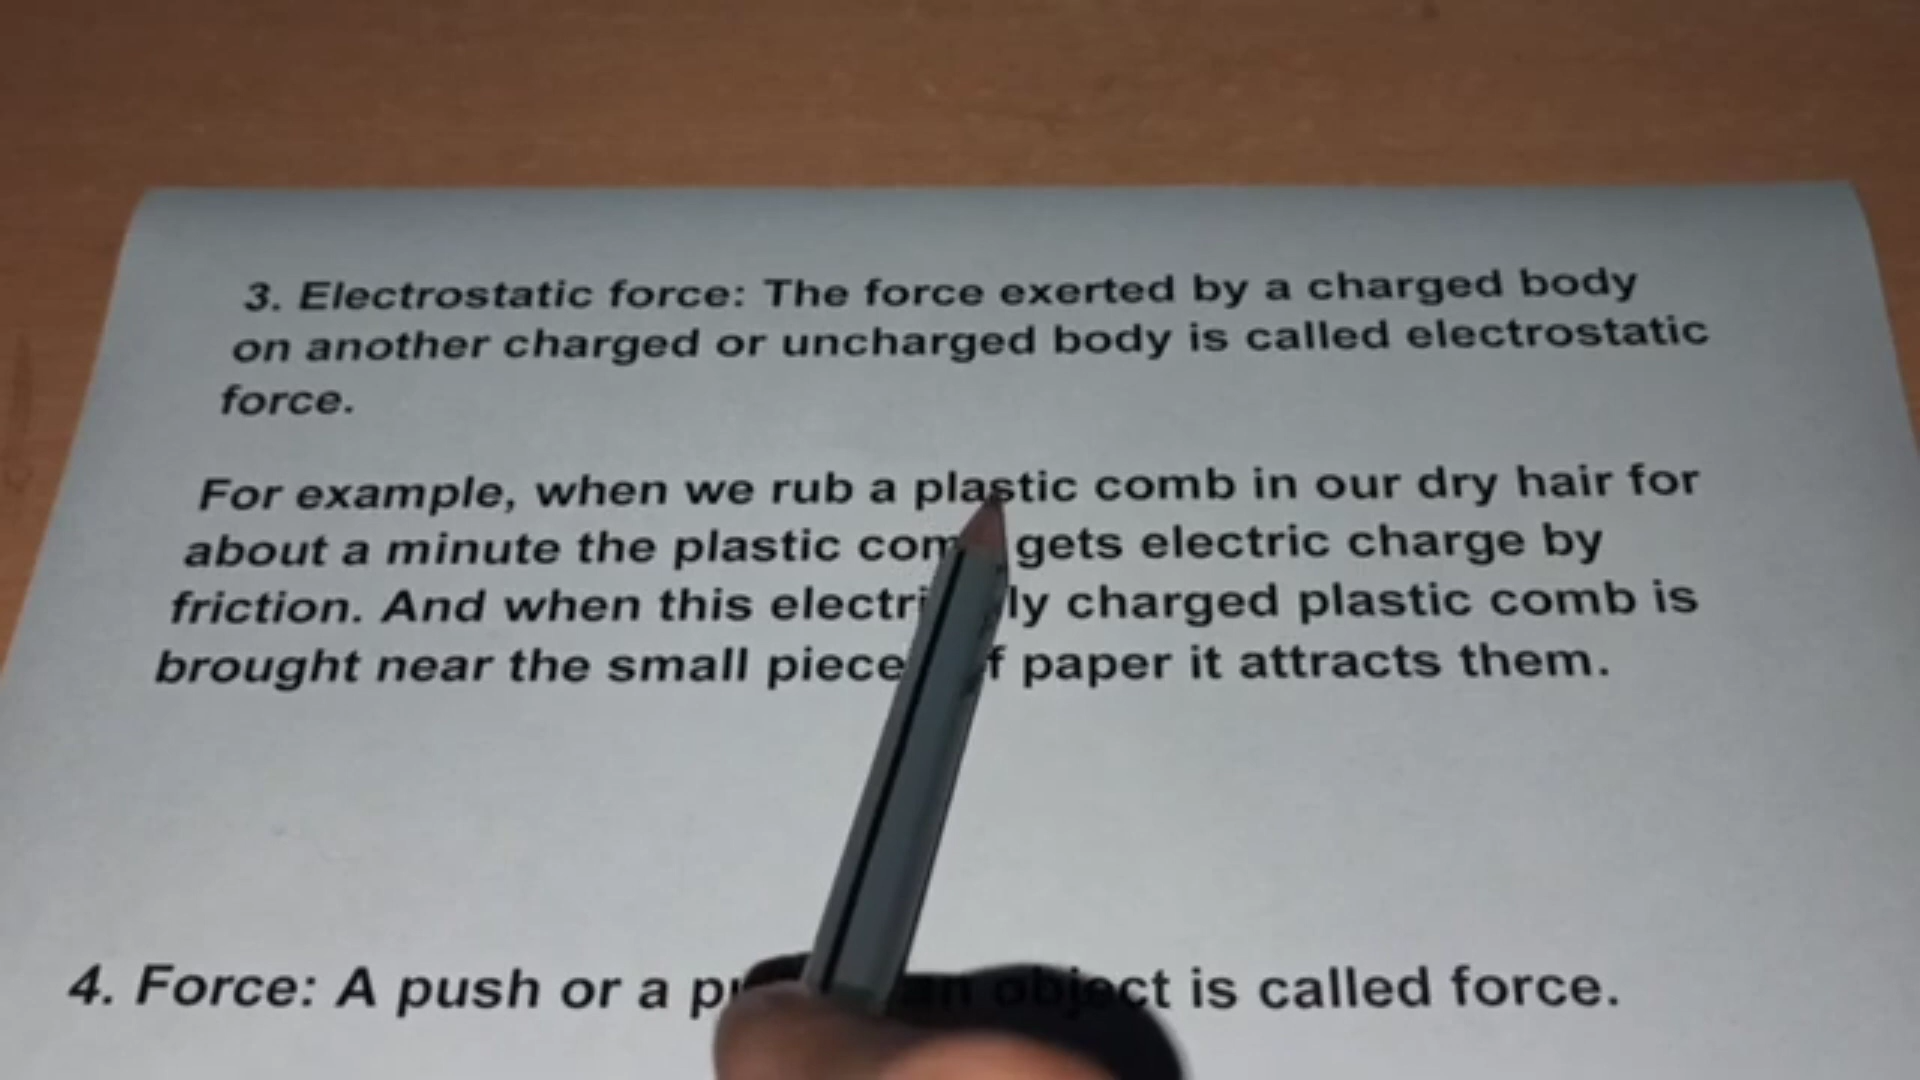 3. Electrostatic force: The force exerted by a charged body
on another charged or uncharged body is called electrostatic
force.
For example, when we rub a plastic comb in our dry hair for
about a minute the plastic com gets electric charge by
friction. And when this electri ly charged plastic comb is
brought near the small piece f paper it attracts them.
4. Force: A push or a p an object is called force.